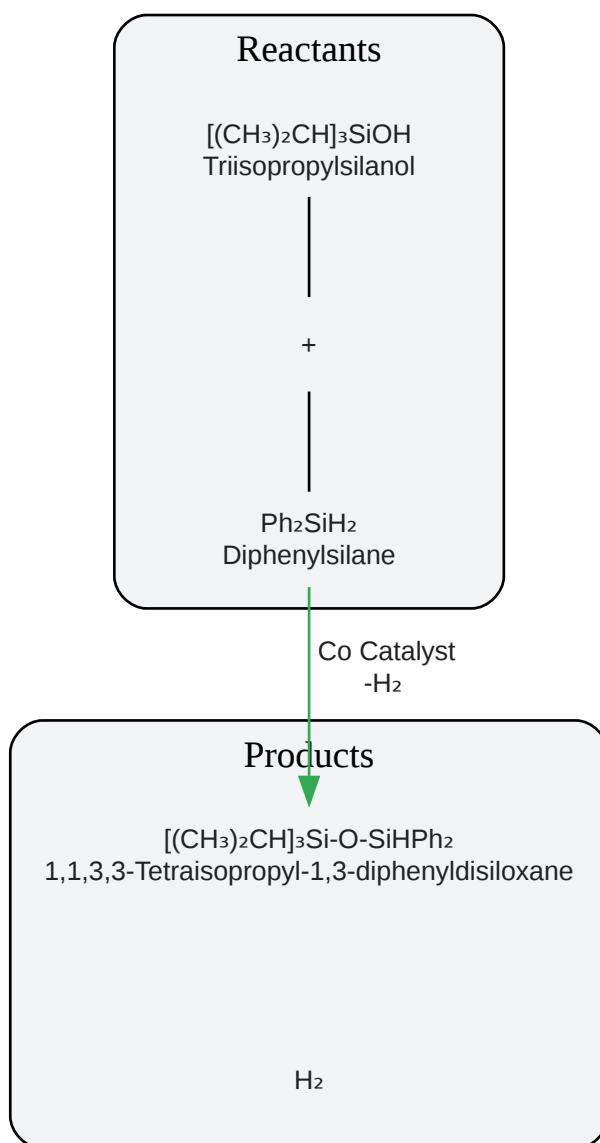 Reactants
[(CH₃)₂CH]₃SiOH
Triisopropylsilanol
+
Ph₂SiH₂
Diphenylsilane
Co Catalyst
-H₂
Products
[(CH₃)₂CH]₃Si-O-SiHPh₂
1,1,3,3-Tetraisopropyl-1,3-diphenyldisiloxane
H₂